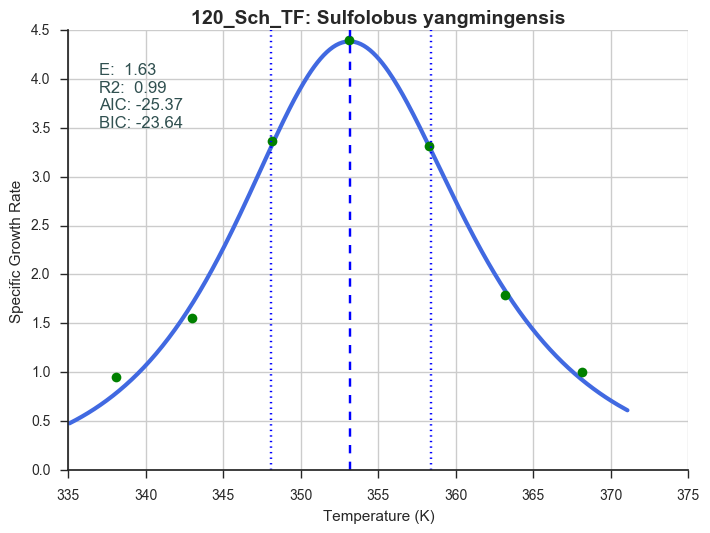 120_Sch_TF: Sulfolobus yangmingensis
E:  1.63
R2:  0.99
AIC: -25.37
BIC: -23.64
Specific Growth Rate
4.5
4.0
3.5
3.0
2.5
2.0
1.5
1.0
0.5
0.0
335 340 345 350 355 360 365 370 375
Temperature (K)